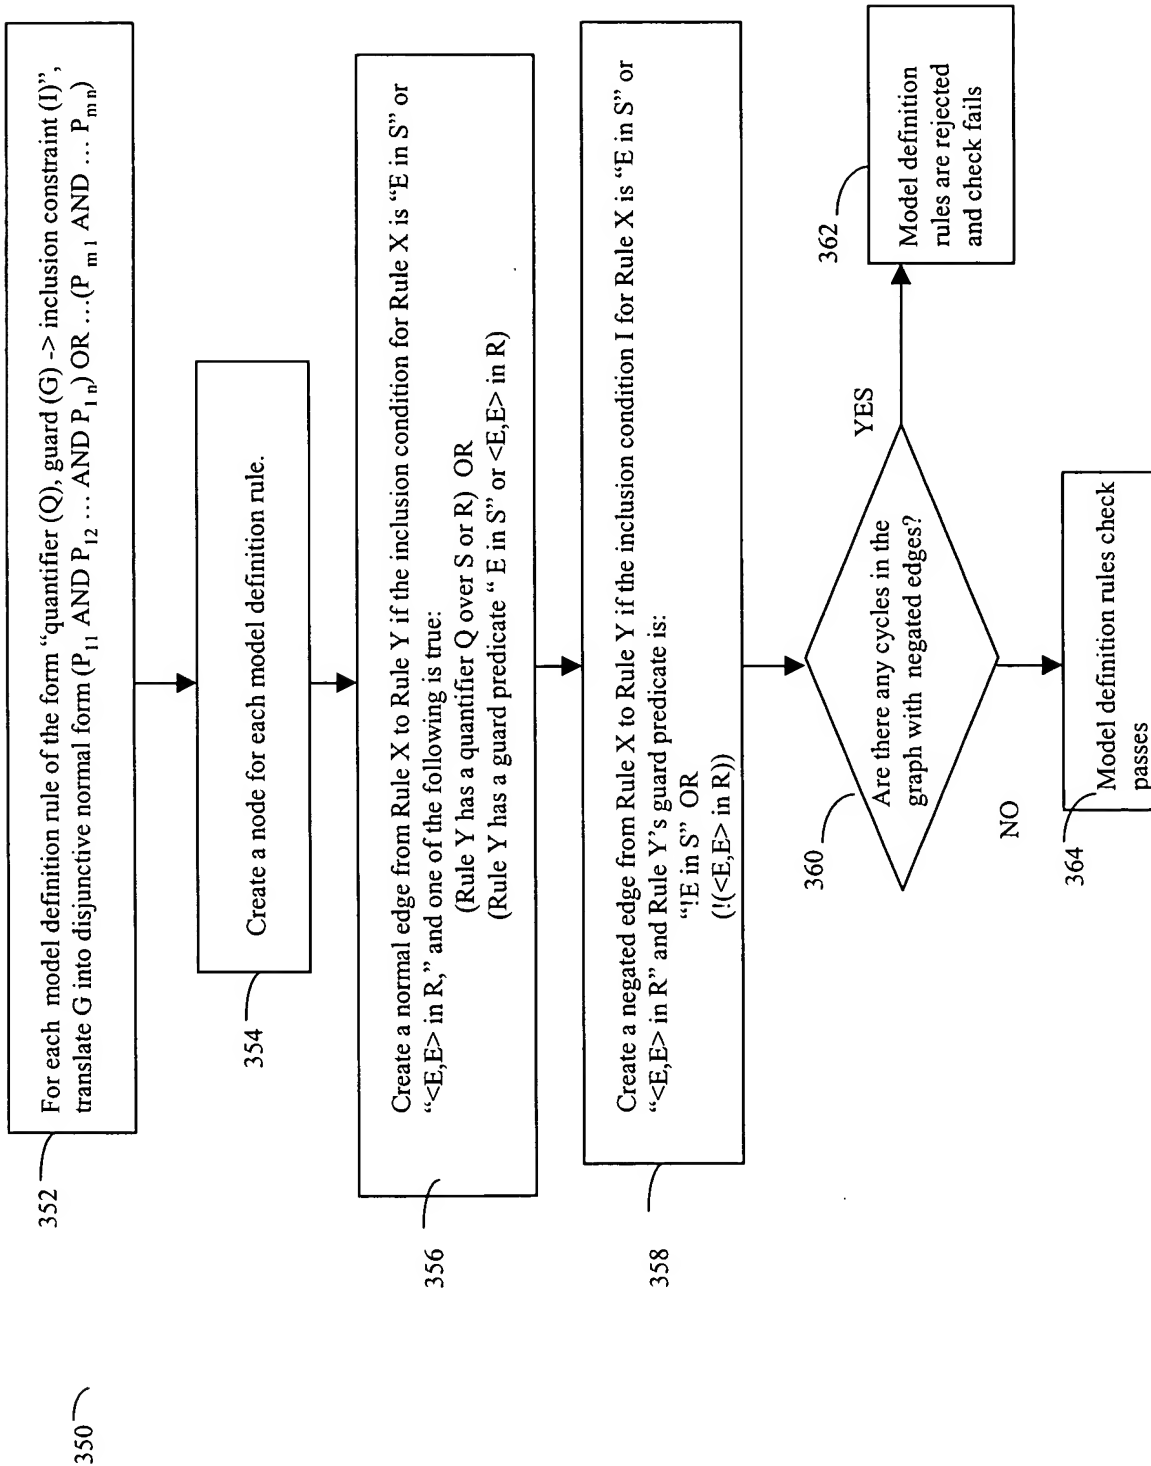 350
352
For each model definition rule of the form “quantifier (Q), guard (G) -> inclusion constraint (I)”,
translate G into disjunctive normal form (P11 AND P12 ... AND P1 n) OR ...(P m 1 AND ... P m n)
354
Create a node for each model definition rule.
356
Create a normal edge from Rule X to Rule Y if the inclusion condition for Rule X is “E in S” or
“<E,E> in R,” and one of the following is true:
(Rule Y has a quantifier Q over S or R) OR
(Rule Y has a guard predicate “ E in S” or <E,E> in R)
358
Create a negated edge from Rule X to Rule Y if the inclusion condition I for Rule X is “E in S” or
“<E,E> in R” and Rule Y’s guard predicate is:
“!E in S” OR
(!(<E,E> in R))
360
Are there any cycles in the
graph with negated edges?
YES
362
Model definition
rules are rejected
and check fails
NO
364
Model definition rules check
passes